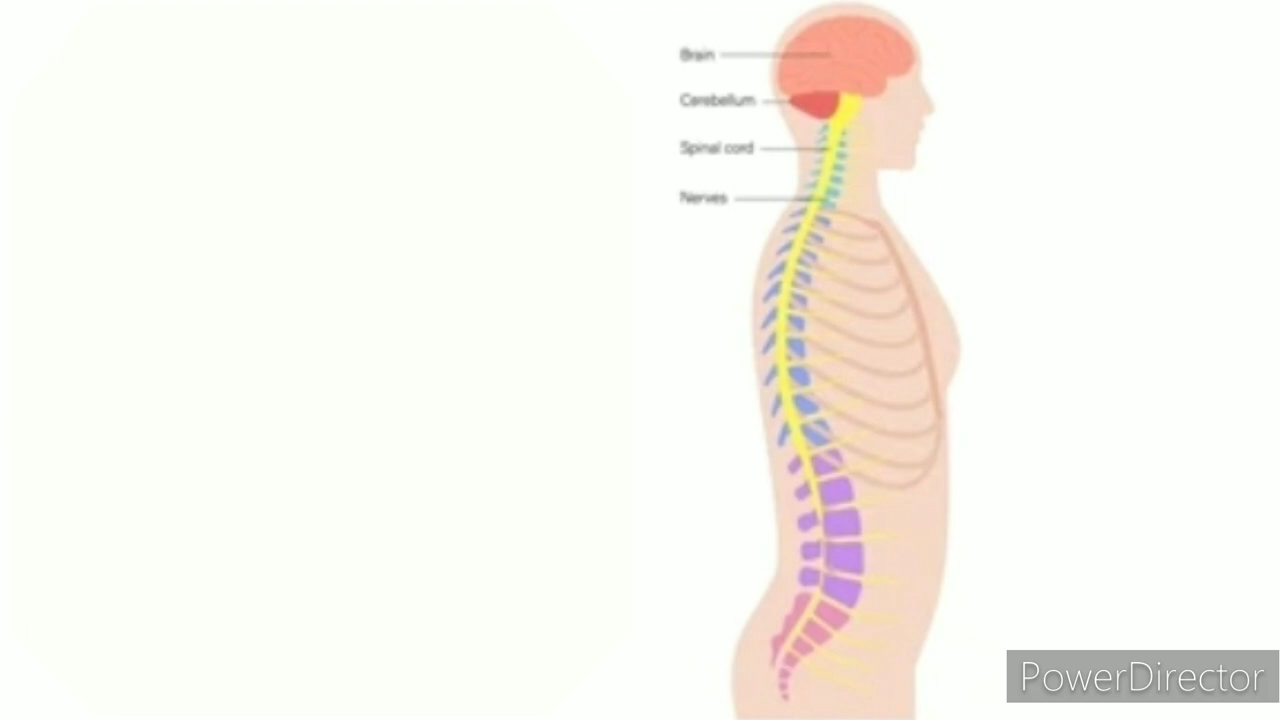 Brain
Cerebellum
Spinal cord
Nerves
PowerDirector